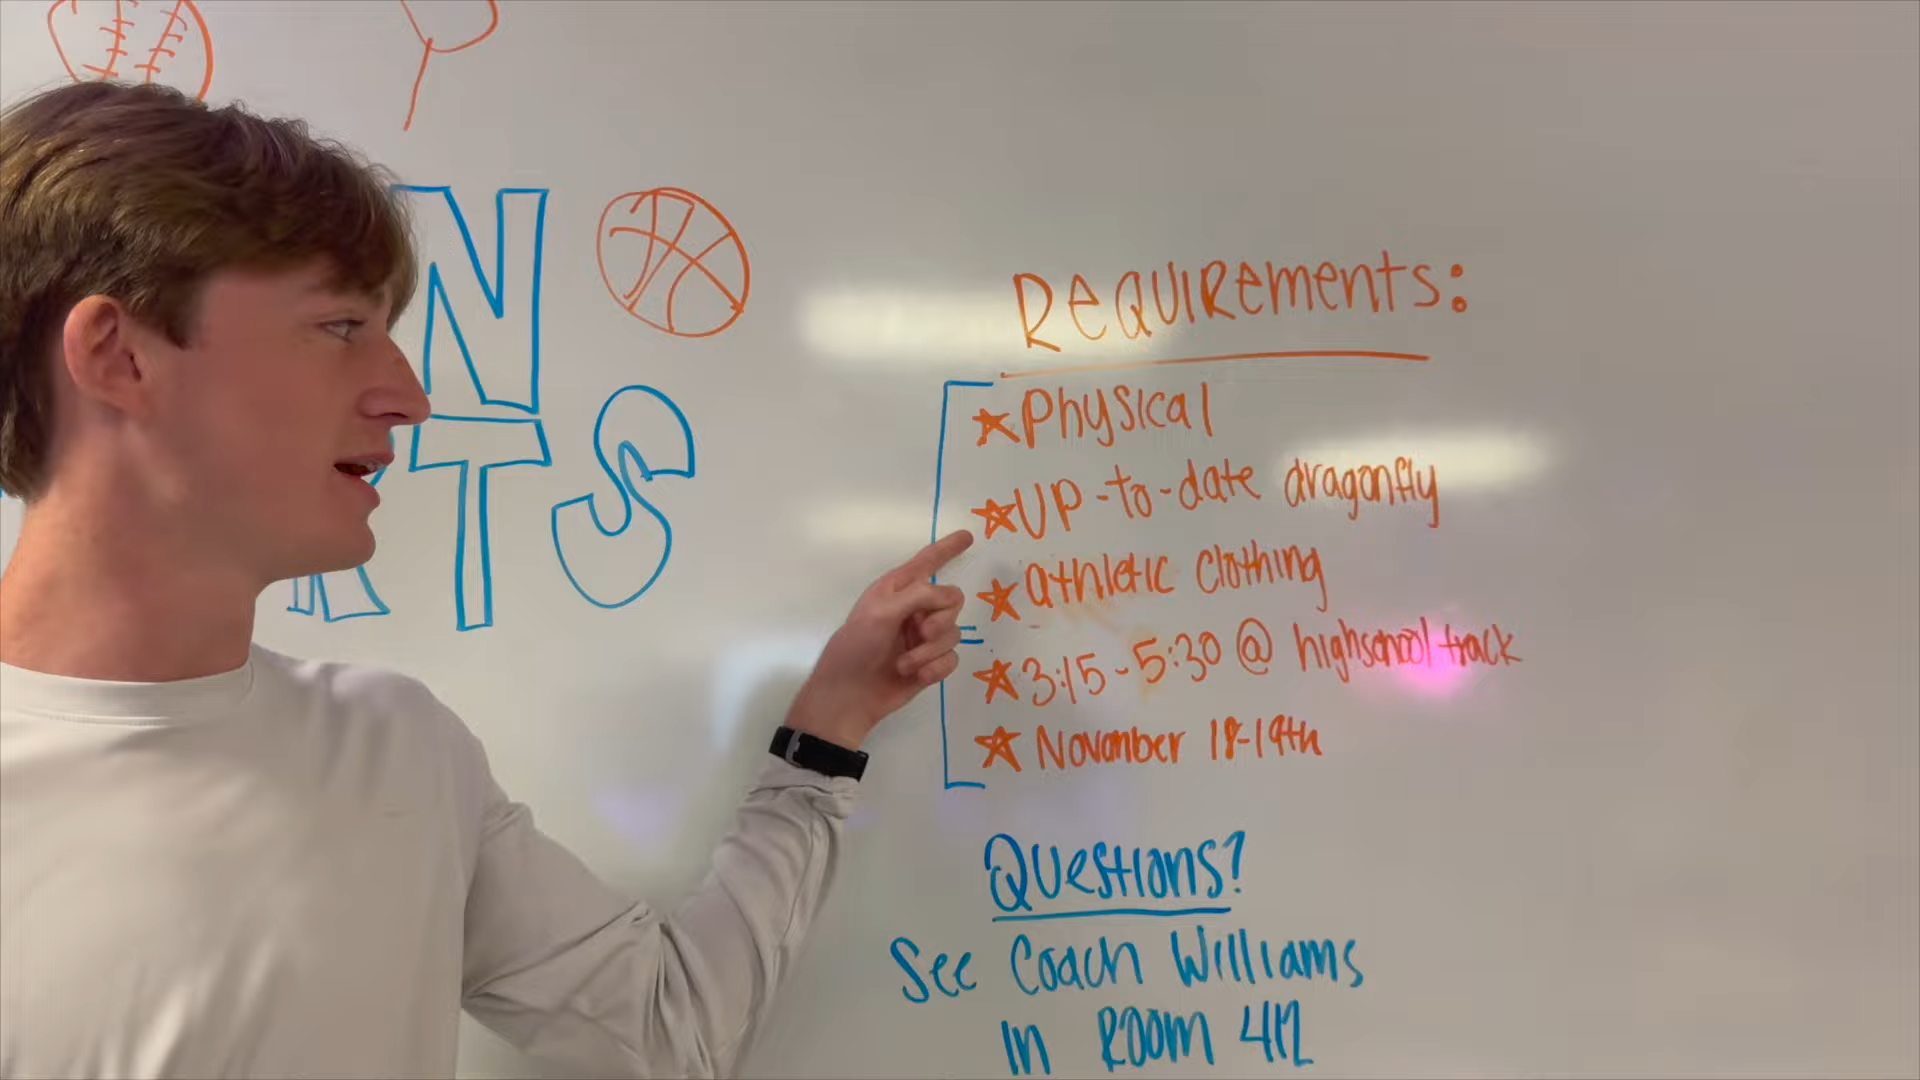 N
RTS
Requirements:
Physical
UP-to-date dragonfly
athletic clothing
3:15-5:30 @ highschool track
November 18-19th
Questions?
See Coach Williams
in Room 412